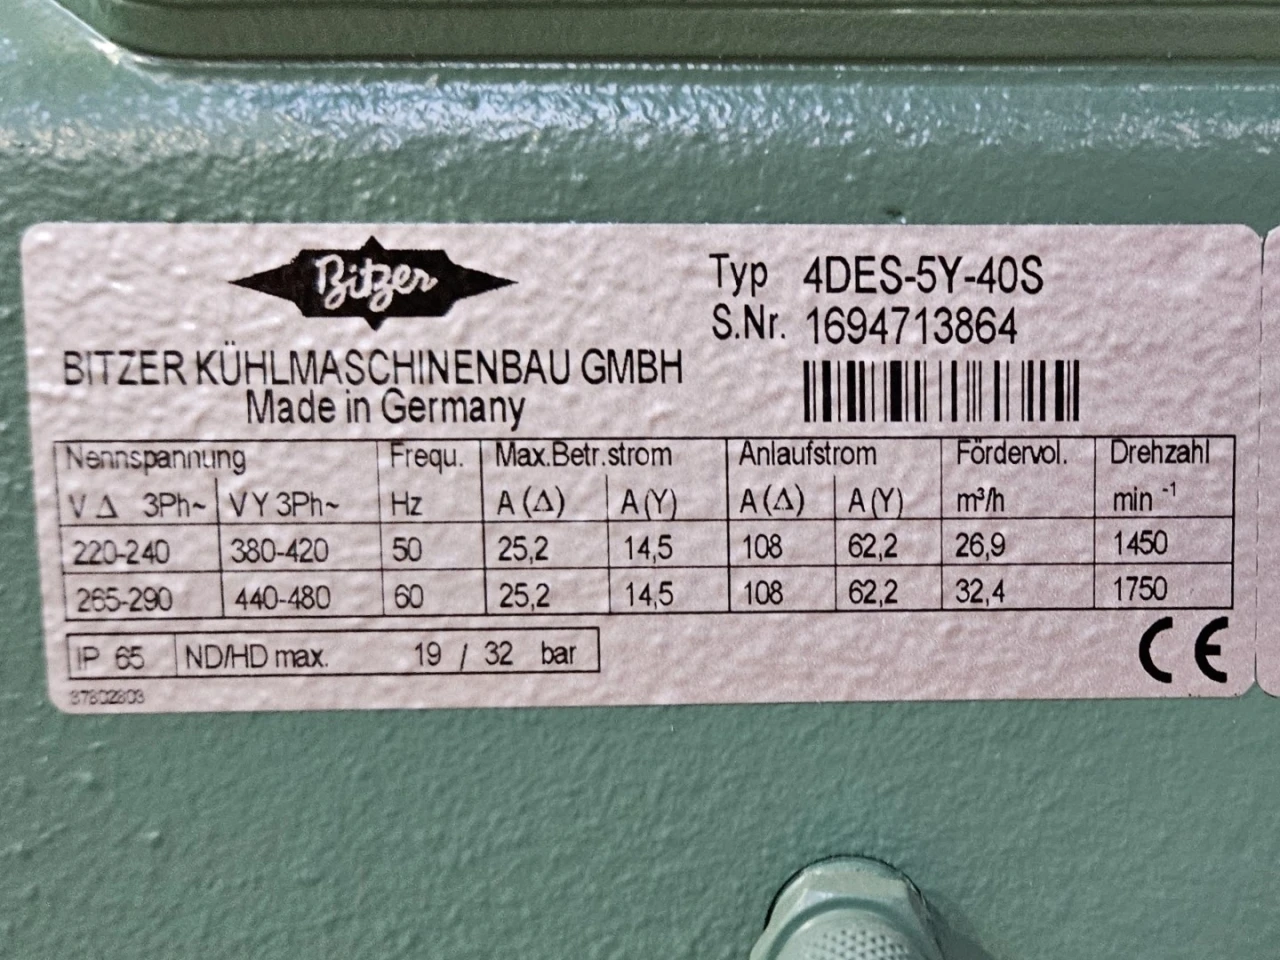 Bitzer
BITZER KÜHLMASCHINENBAU GMBH
Made in Germany
Typ 4DES-5Y-40S
S.Nr. 1694713864
Nennspannung Frequ. Max.Betr.strom Anlaufstrom Fördervol. Drehzahl
V Δ 3Ph~ V Y 3Ph~ Hz A (Δ) A (Y) A (Δ) A (Y) m³/h min -1
220-240 380-420 50 25,2 14,5 108 62,2 26,9 1450
265-290 440-480 60 25,2 14,5 108 62,2 32,4 1750
IP 65 ND/HD max. 19 / 32 bar
CE
37802803